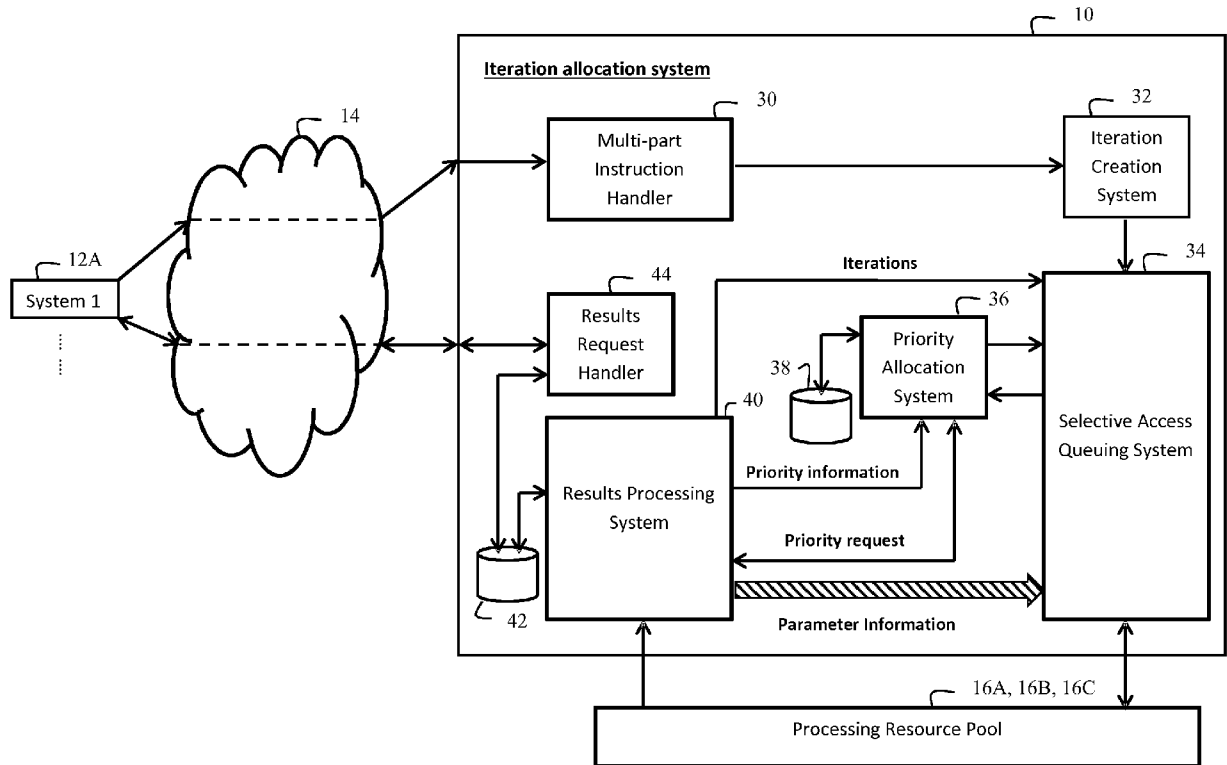 10
Iteration allocation system
30
Multi-part
Instruction
Handler
32
Iteration
Creation
System
14
12A
System 1
44
Results
Request
Handler
Iterations
34
36
Priority
Allocation
System
38
40
Selective Access
Queuing System
Results Processing
System
Priority information
Priority request
42
Parameter Information
16A, 16B, 16C
Processing Resource Pool